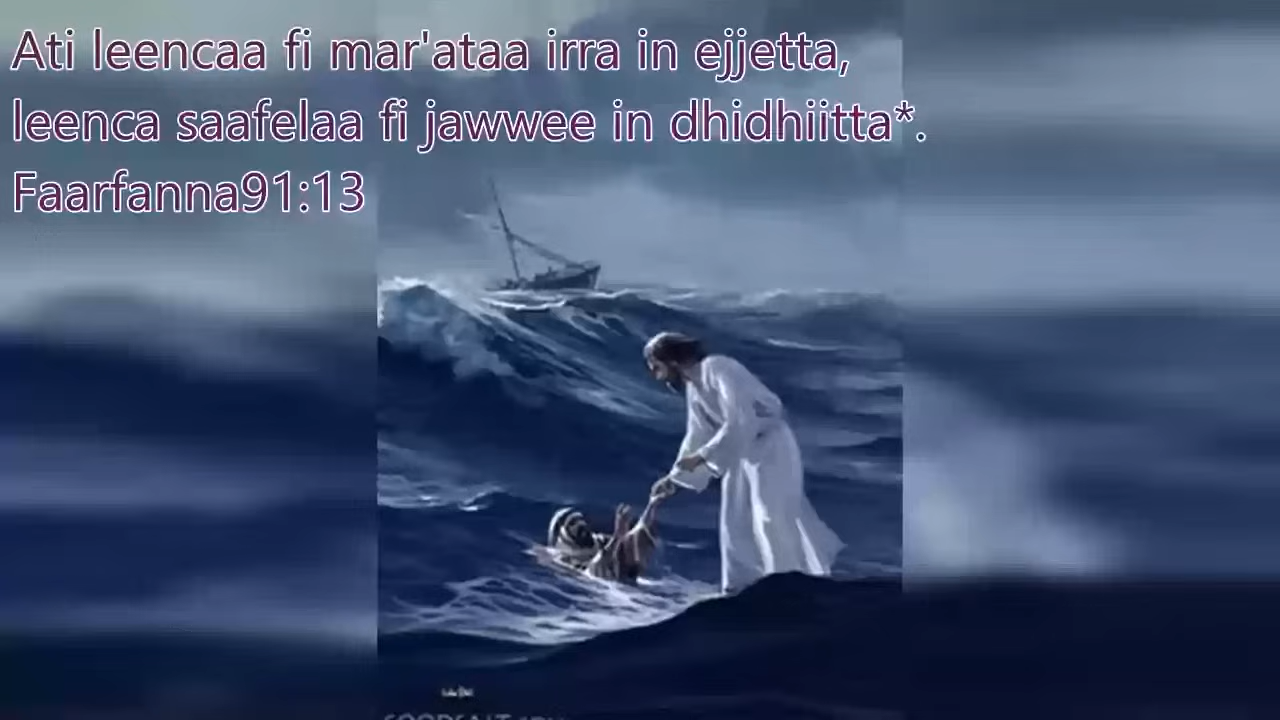 Ati leencaa fi mar'ataa irra in ejjetta,
leenca saafelaa fi jawwee in dhidhiitta*.
Faarfanna91:13